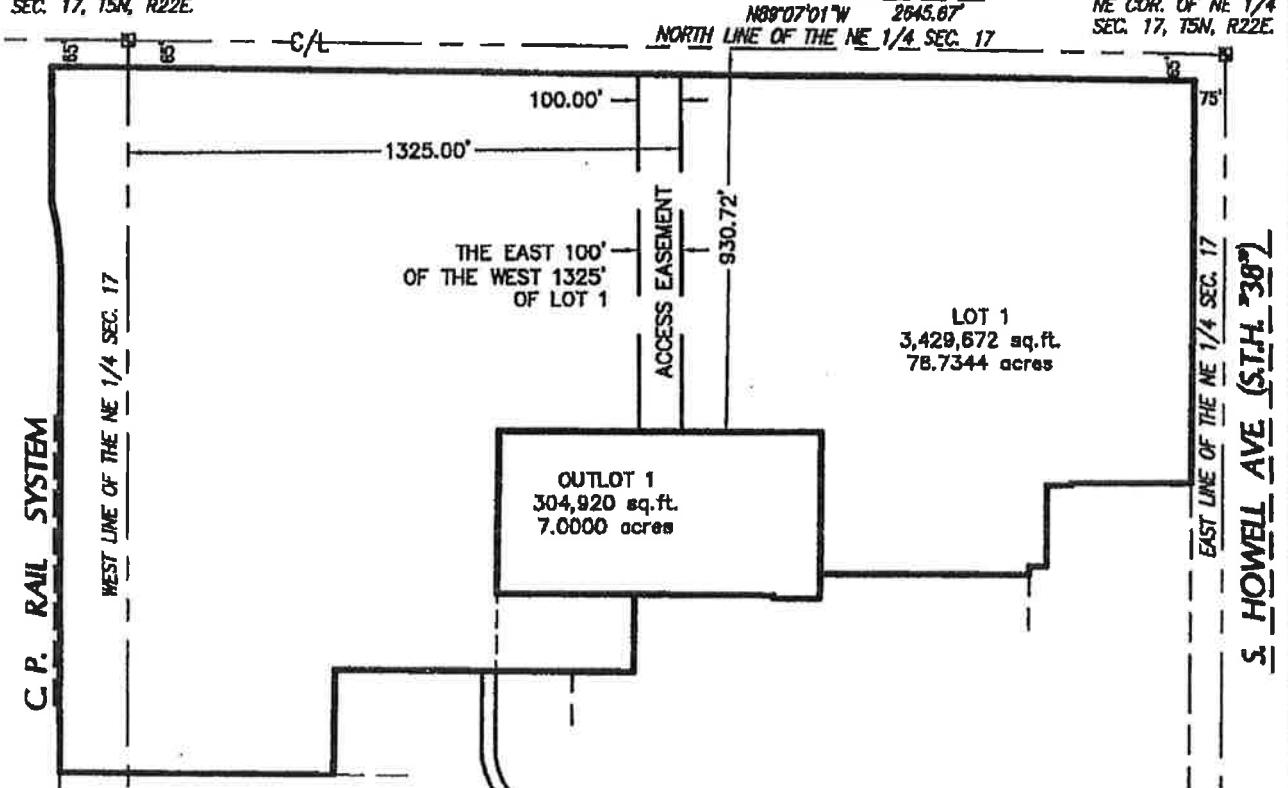 SEC. 17, T5N, R22E.
N89°07'01"W 2645.67'
NORTH LINE OF THE NE 1/4 SEC. 17
NE COR. OF NE 1/4
SEC. 17, T5N, R22E.
65'
65'
C/L
65'
75'
100.00'
1325.00'
930.72'
THE EAST 100'
OF THE WEST 1325'
OF LOT 1
ACCESS EASEMENT
LOT 1
3,429,672 sq.ft.
78.7344 acres
OUTLOT 1
304,920 sq.ft.
7.0000 acres
C.P. RAIL SYSTEM
WEST LINE OF THE NE 1/4 SEC. 17
EAST LINE OF THE NE 1/4 SEC. 17
S. HOWELL AVE (S.T.H. "38")